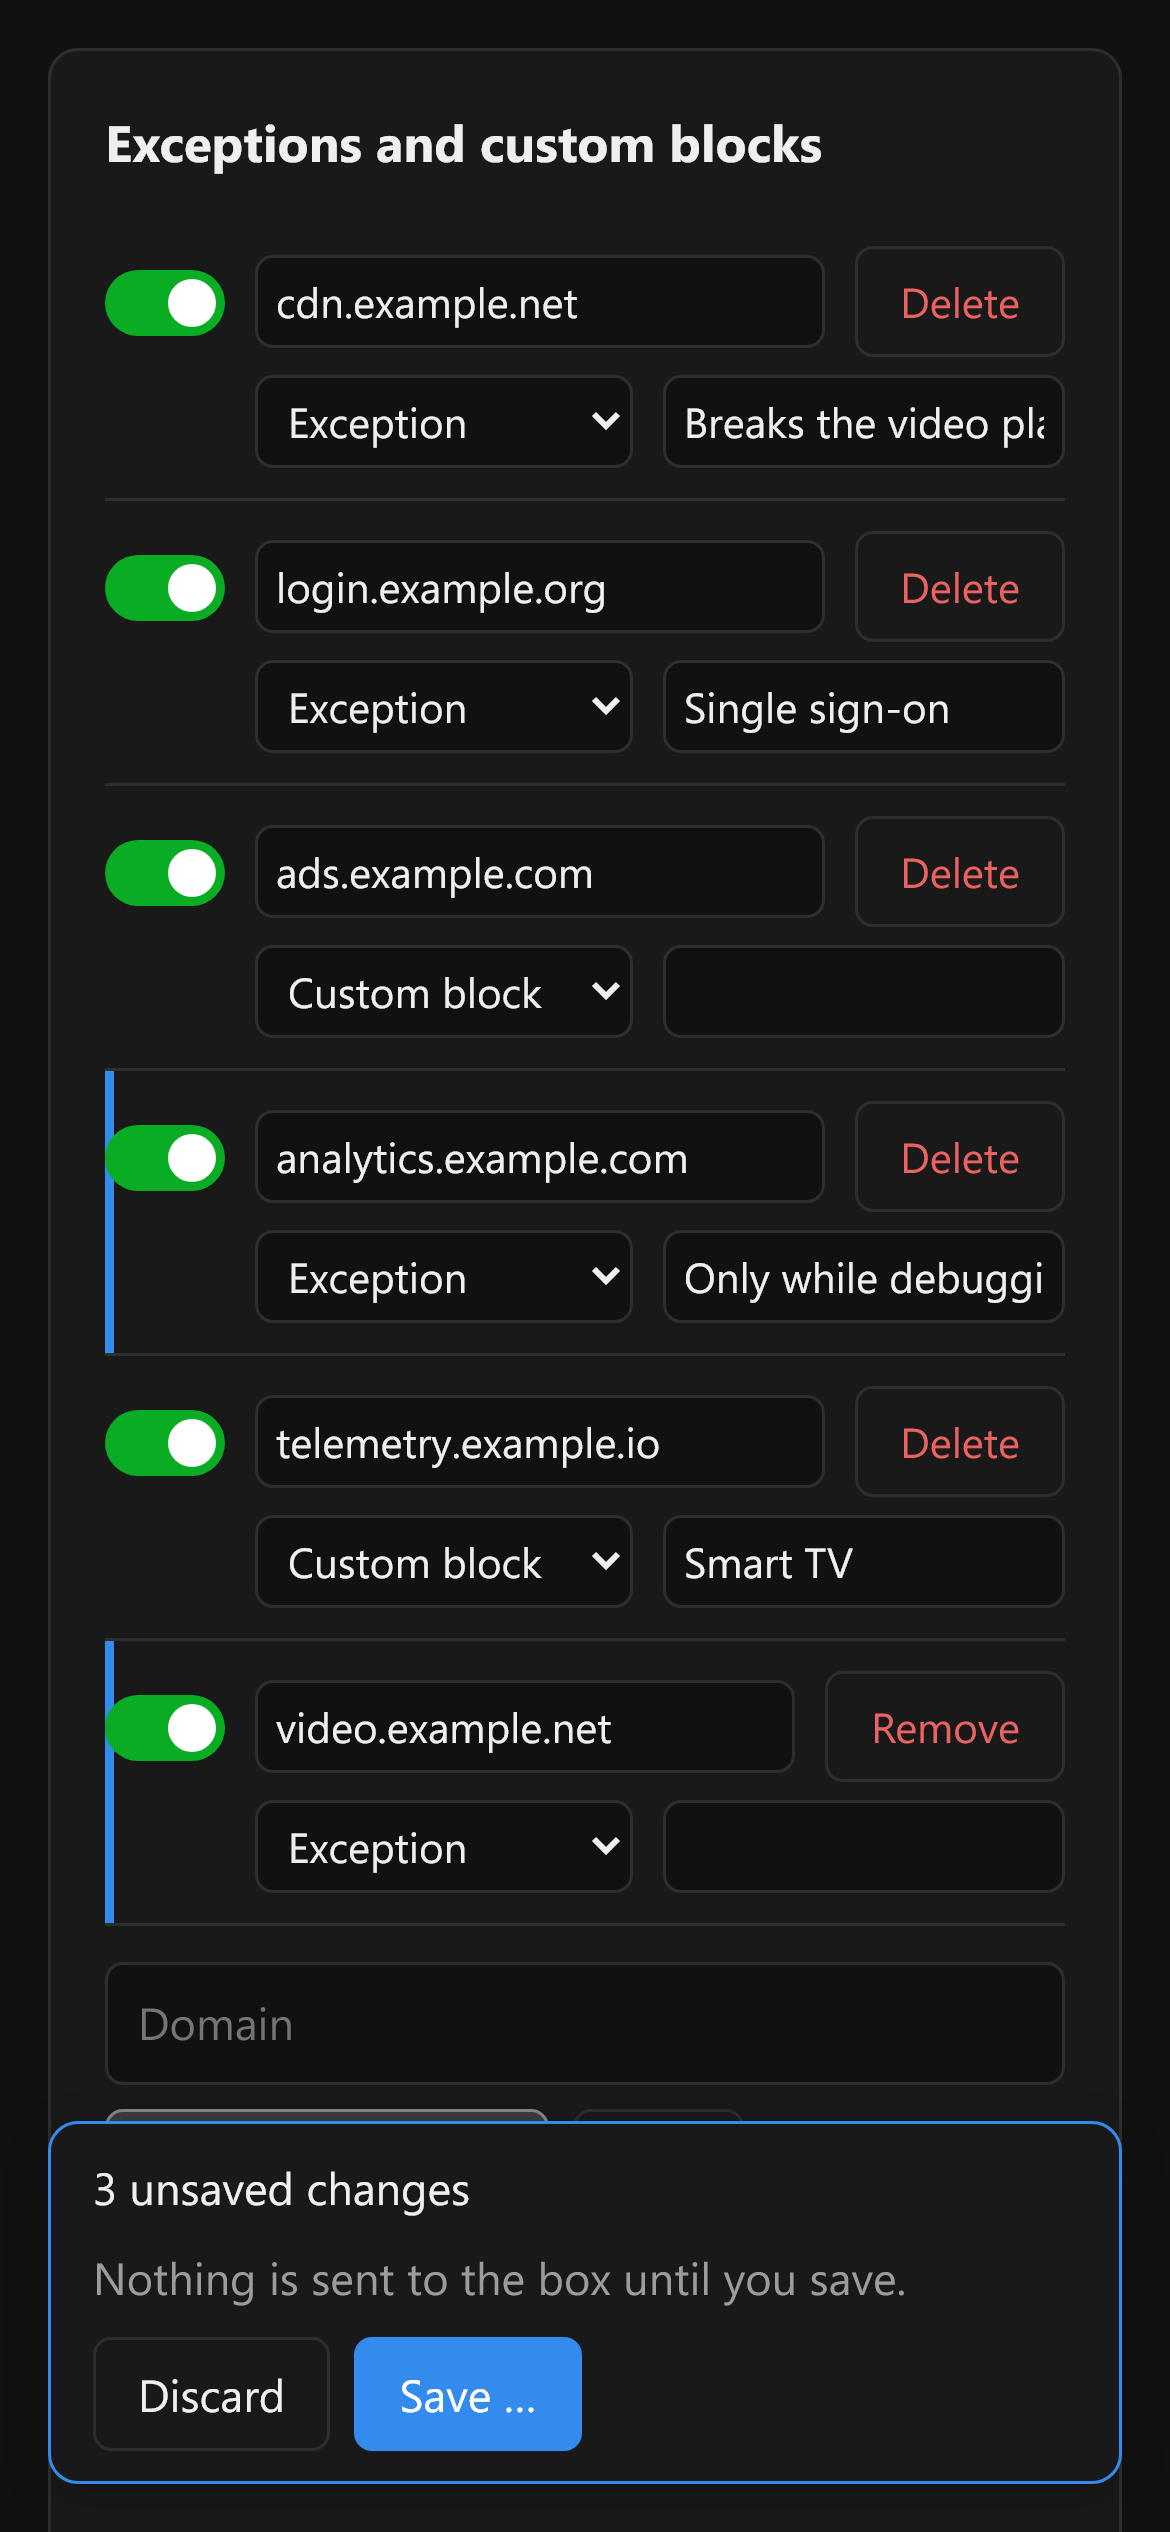 Exceptions and custom blocks
cdn.example.net
Delete
Exception
Breaks the video pla
login.example.org
Delete
Exception
Single sign-on
ads.example.com
Delete
Custom block
analytics.example.com
Delete
Exception
Only while debuggi
telemetry.example.io
Delete
Custom block
Smart TV
video.example.net
Remove
Exception
Domain
3 unsaved changes
Nothing is sent to the box until you save.
Discard
Save ...